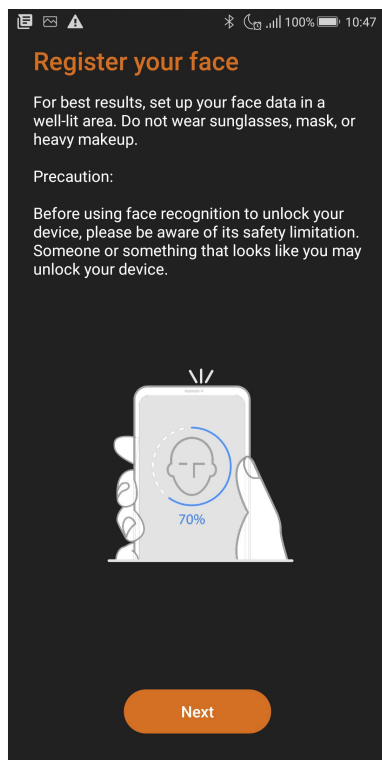 100% 10:47
Register your face
For best results, set up your face data in a
well-lit area. Do not wear sunglasses, mask, or
heavy makeup.
Precaution:
Before using face recognition to unlock your
device, please be aware of its safety limitation.
Someone or something that looks like you may
unlock your device.
70%
Next